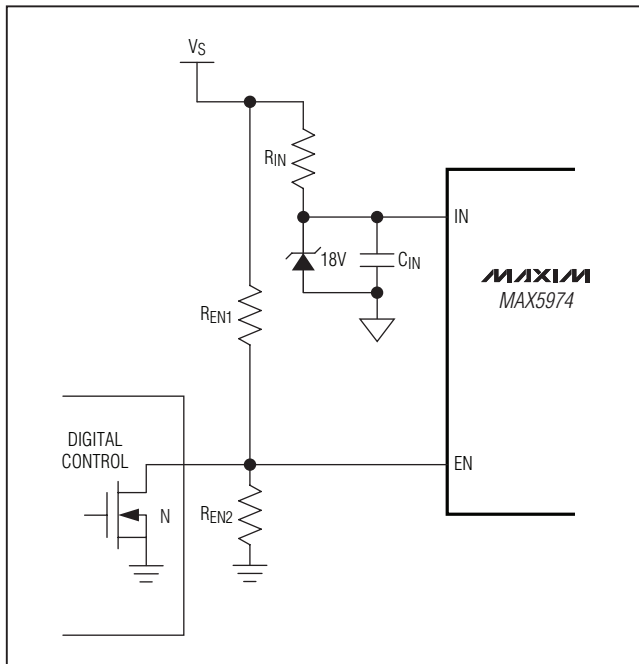 VS
RIN
IN
18V
CIN
MAXIM
MAX5974
REN1
DIGITAL
CONTROL
EN
N
REN2